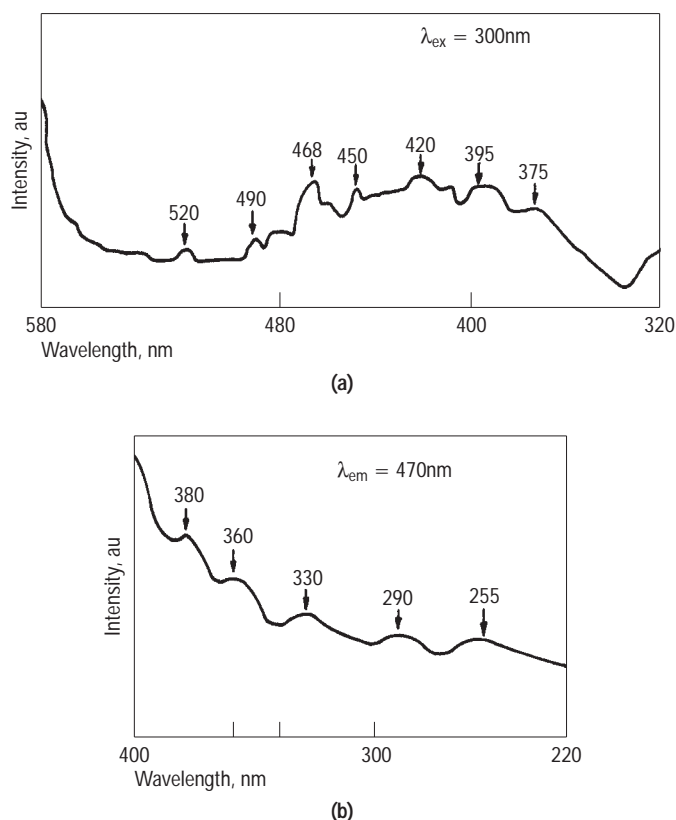 λex = 300nm
Intensity, au
520
490
468
450
420
395
375
580
480
400
320
Wavelength, nm
(a)
λem = 470nm
Intensity, au
380
360
330
290
255
400
300
220
Wavelength, nm
(b)